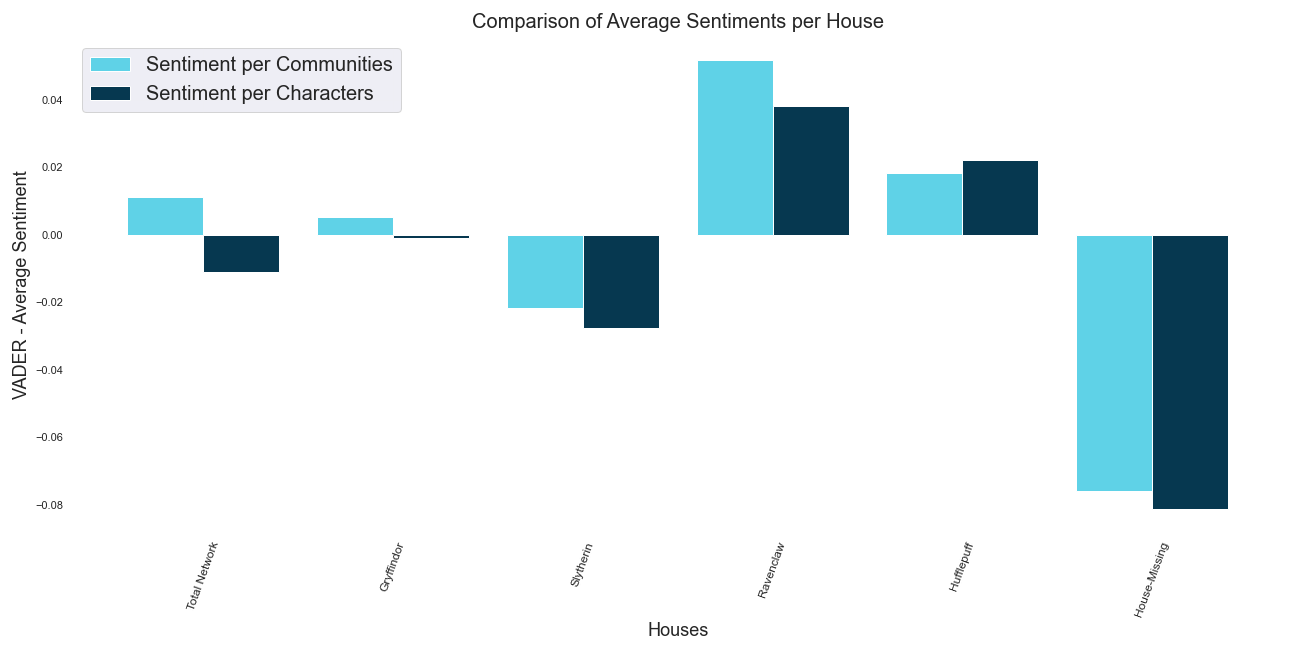 Comparison of Average Sentiments per House
Sentiment per Communities
Sentiment per Characters
VADER - Average Sentiment
0.04
0.02
0.00
−0.02
−0.04
−0.06
−0.08
Total Network
Gryffindor
Slytherin
Ravenclaw
Hufflepuff
House-Missing
Houses